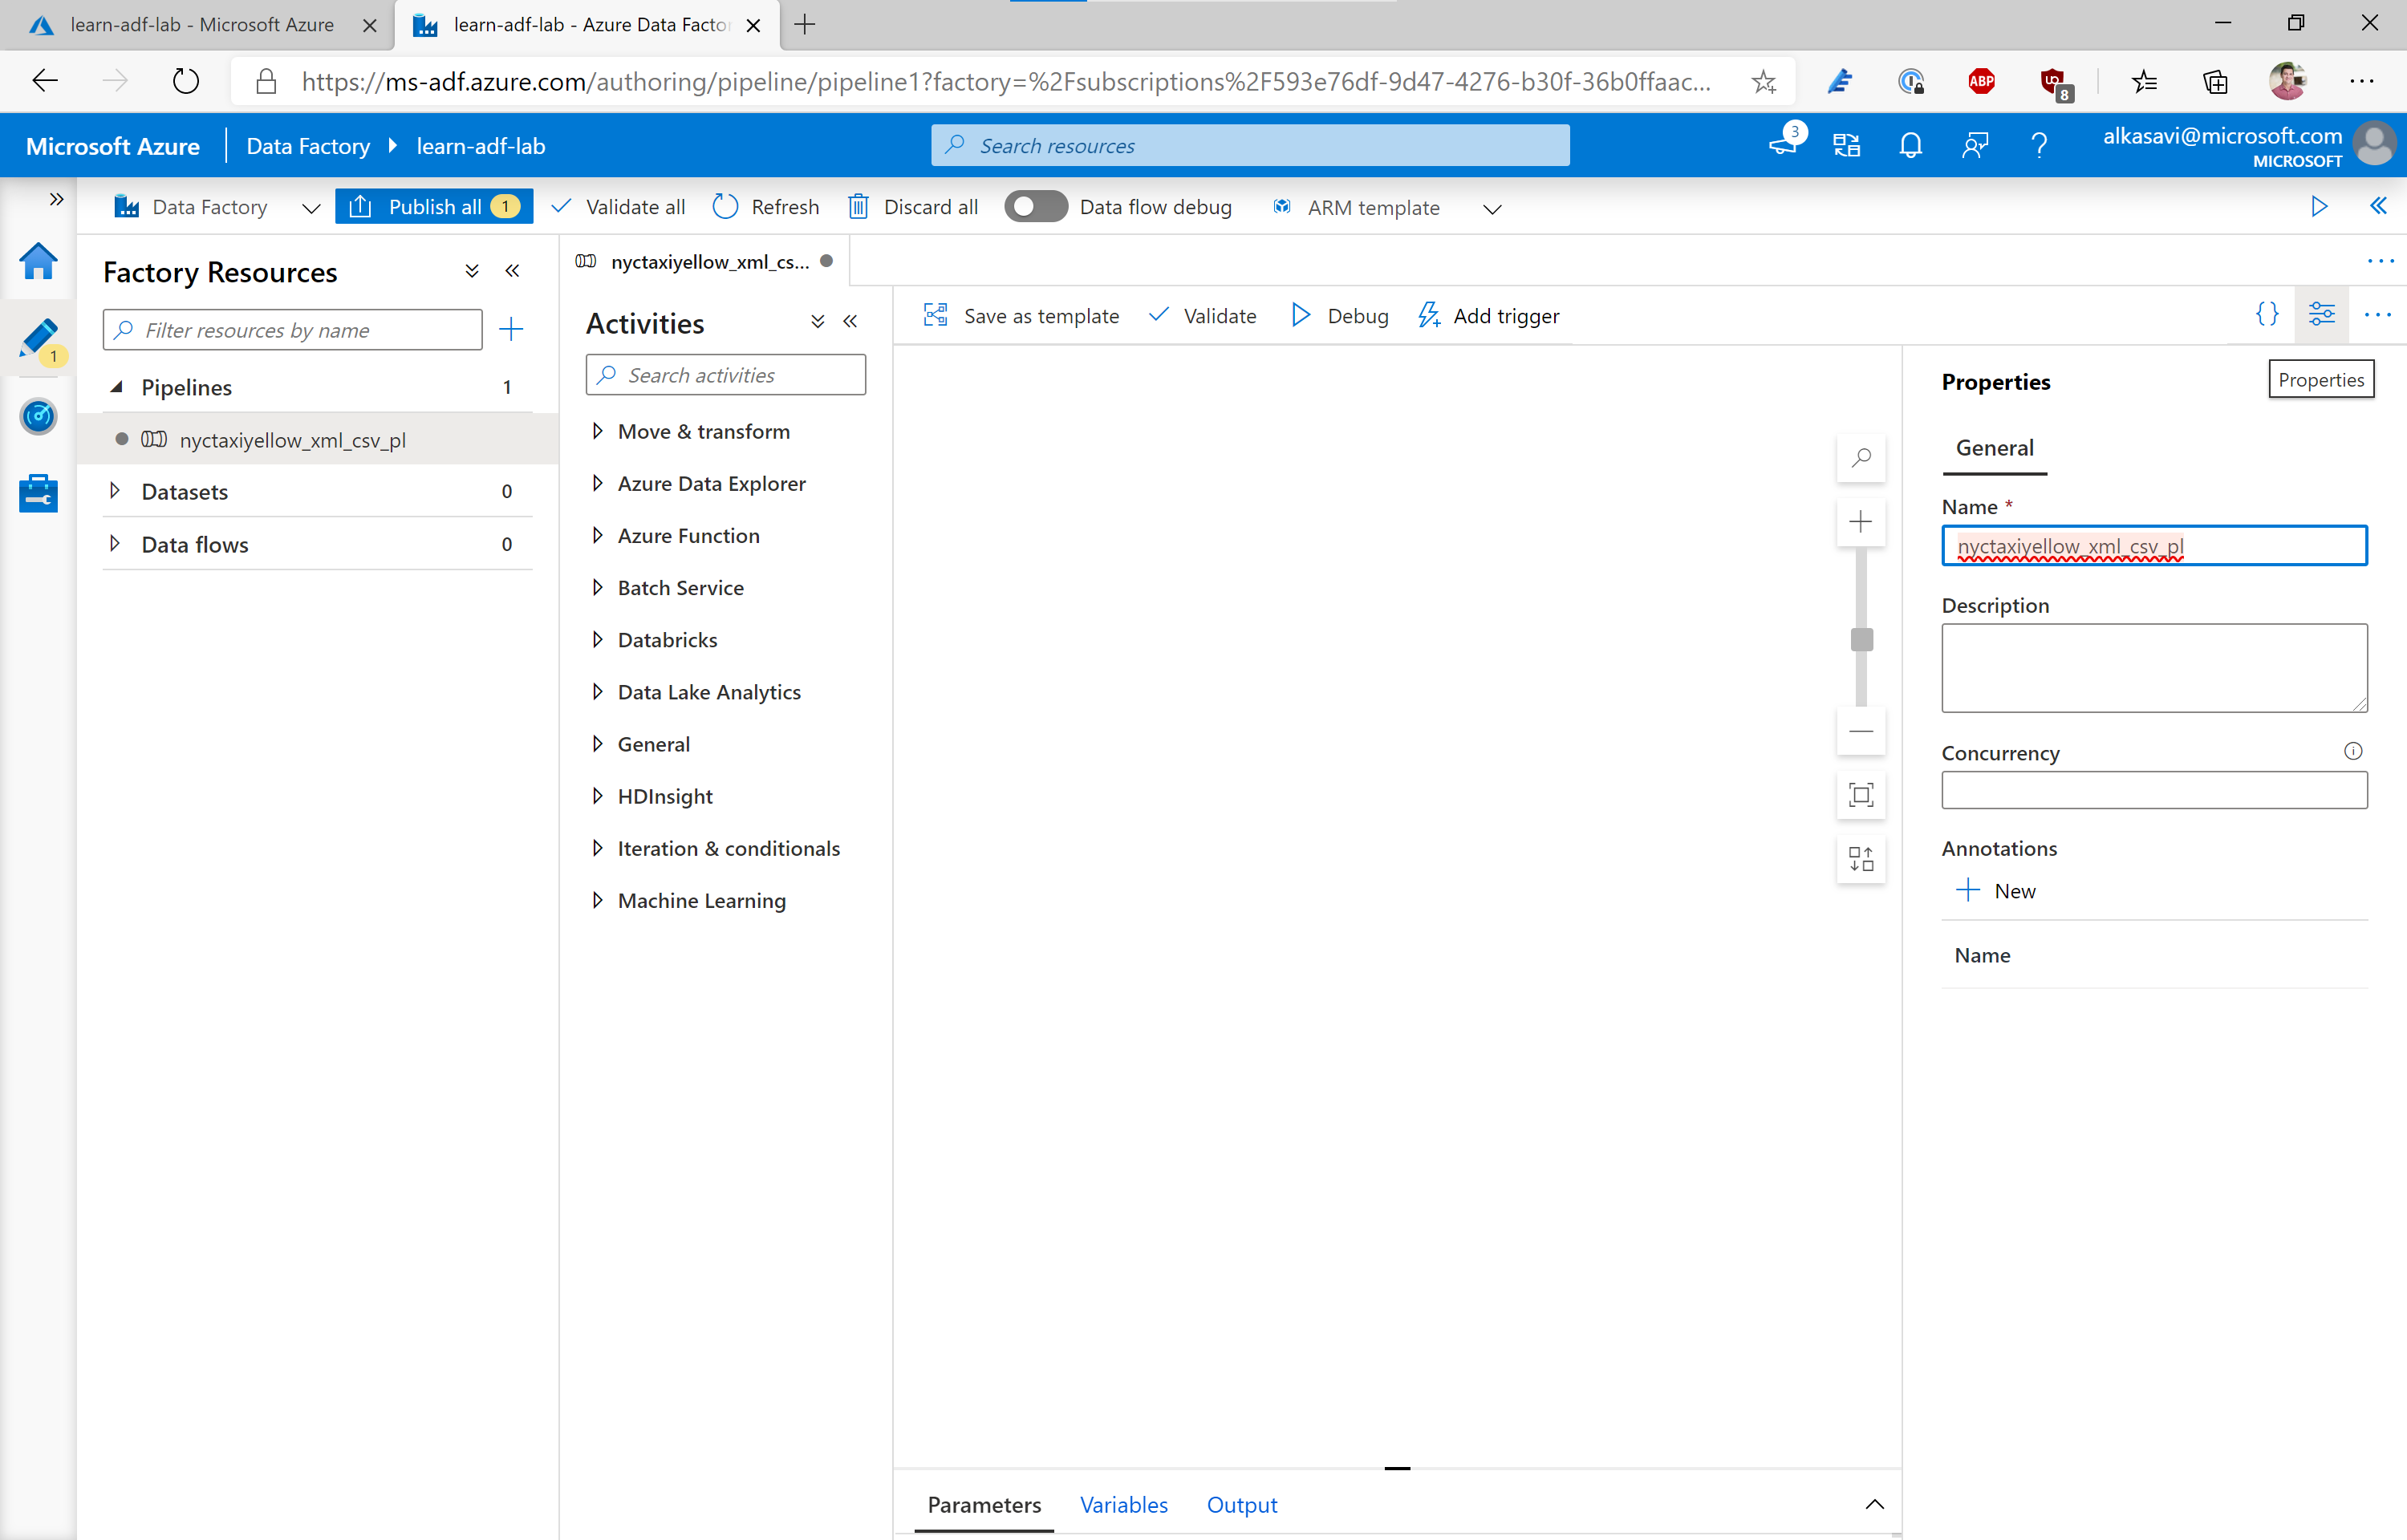 learn-adf-lab - Microsoft Azure
learn-adf-lab - Azure Data Factor
https://ms-adf.azure.com/authoring/pipeline/pipeline1?factory=%2Fsubscriptions%2F593e76df-9d47-4276-b30f-36b0ffaac...
ABP
8
Microsoft Azure
Data Factory
learn-adf-lab
Search resources
3
alkasavi@microsoft.com
MICROSOFT
Data Factory
Publish all 1
Validate all
Refresh
Discard all
Data flow debug
ARM template
Factory Resources
Filter resources by name
1
Pipelines 1
nyctaxiyellow_xml_csv_pl
Datasets 0
Data flows 0
nyctaxiyellow_xml_cs...
Activities
Search activities
Move & transform
Azure Data Explorer
Azure Function
Batch Service
Databricks
Data Lake Analytics
General
HDInsight
Iteration & conditionals
Machine Learning
Save as template
Validate
Debug
Add trigger
{}
Properties
Properties
General
Name *
nyctaxiyellow_xml_csv_pl
Description
Concurrency
Annotations
New
Name
Parameters
Variables
Output